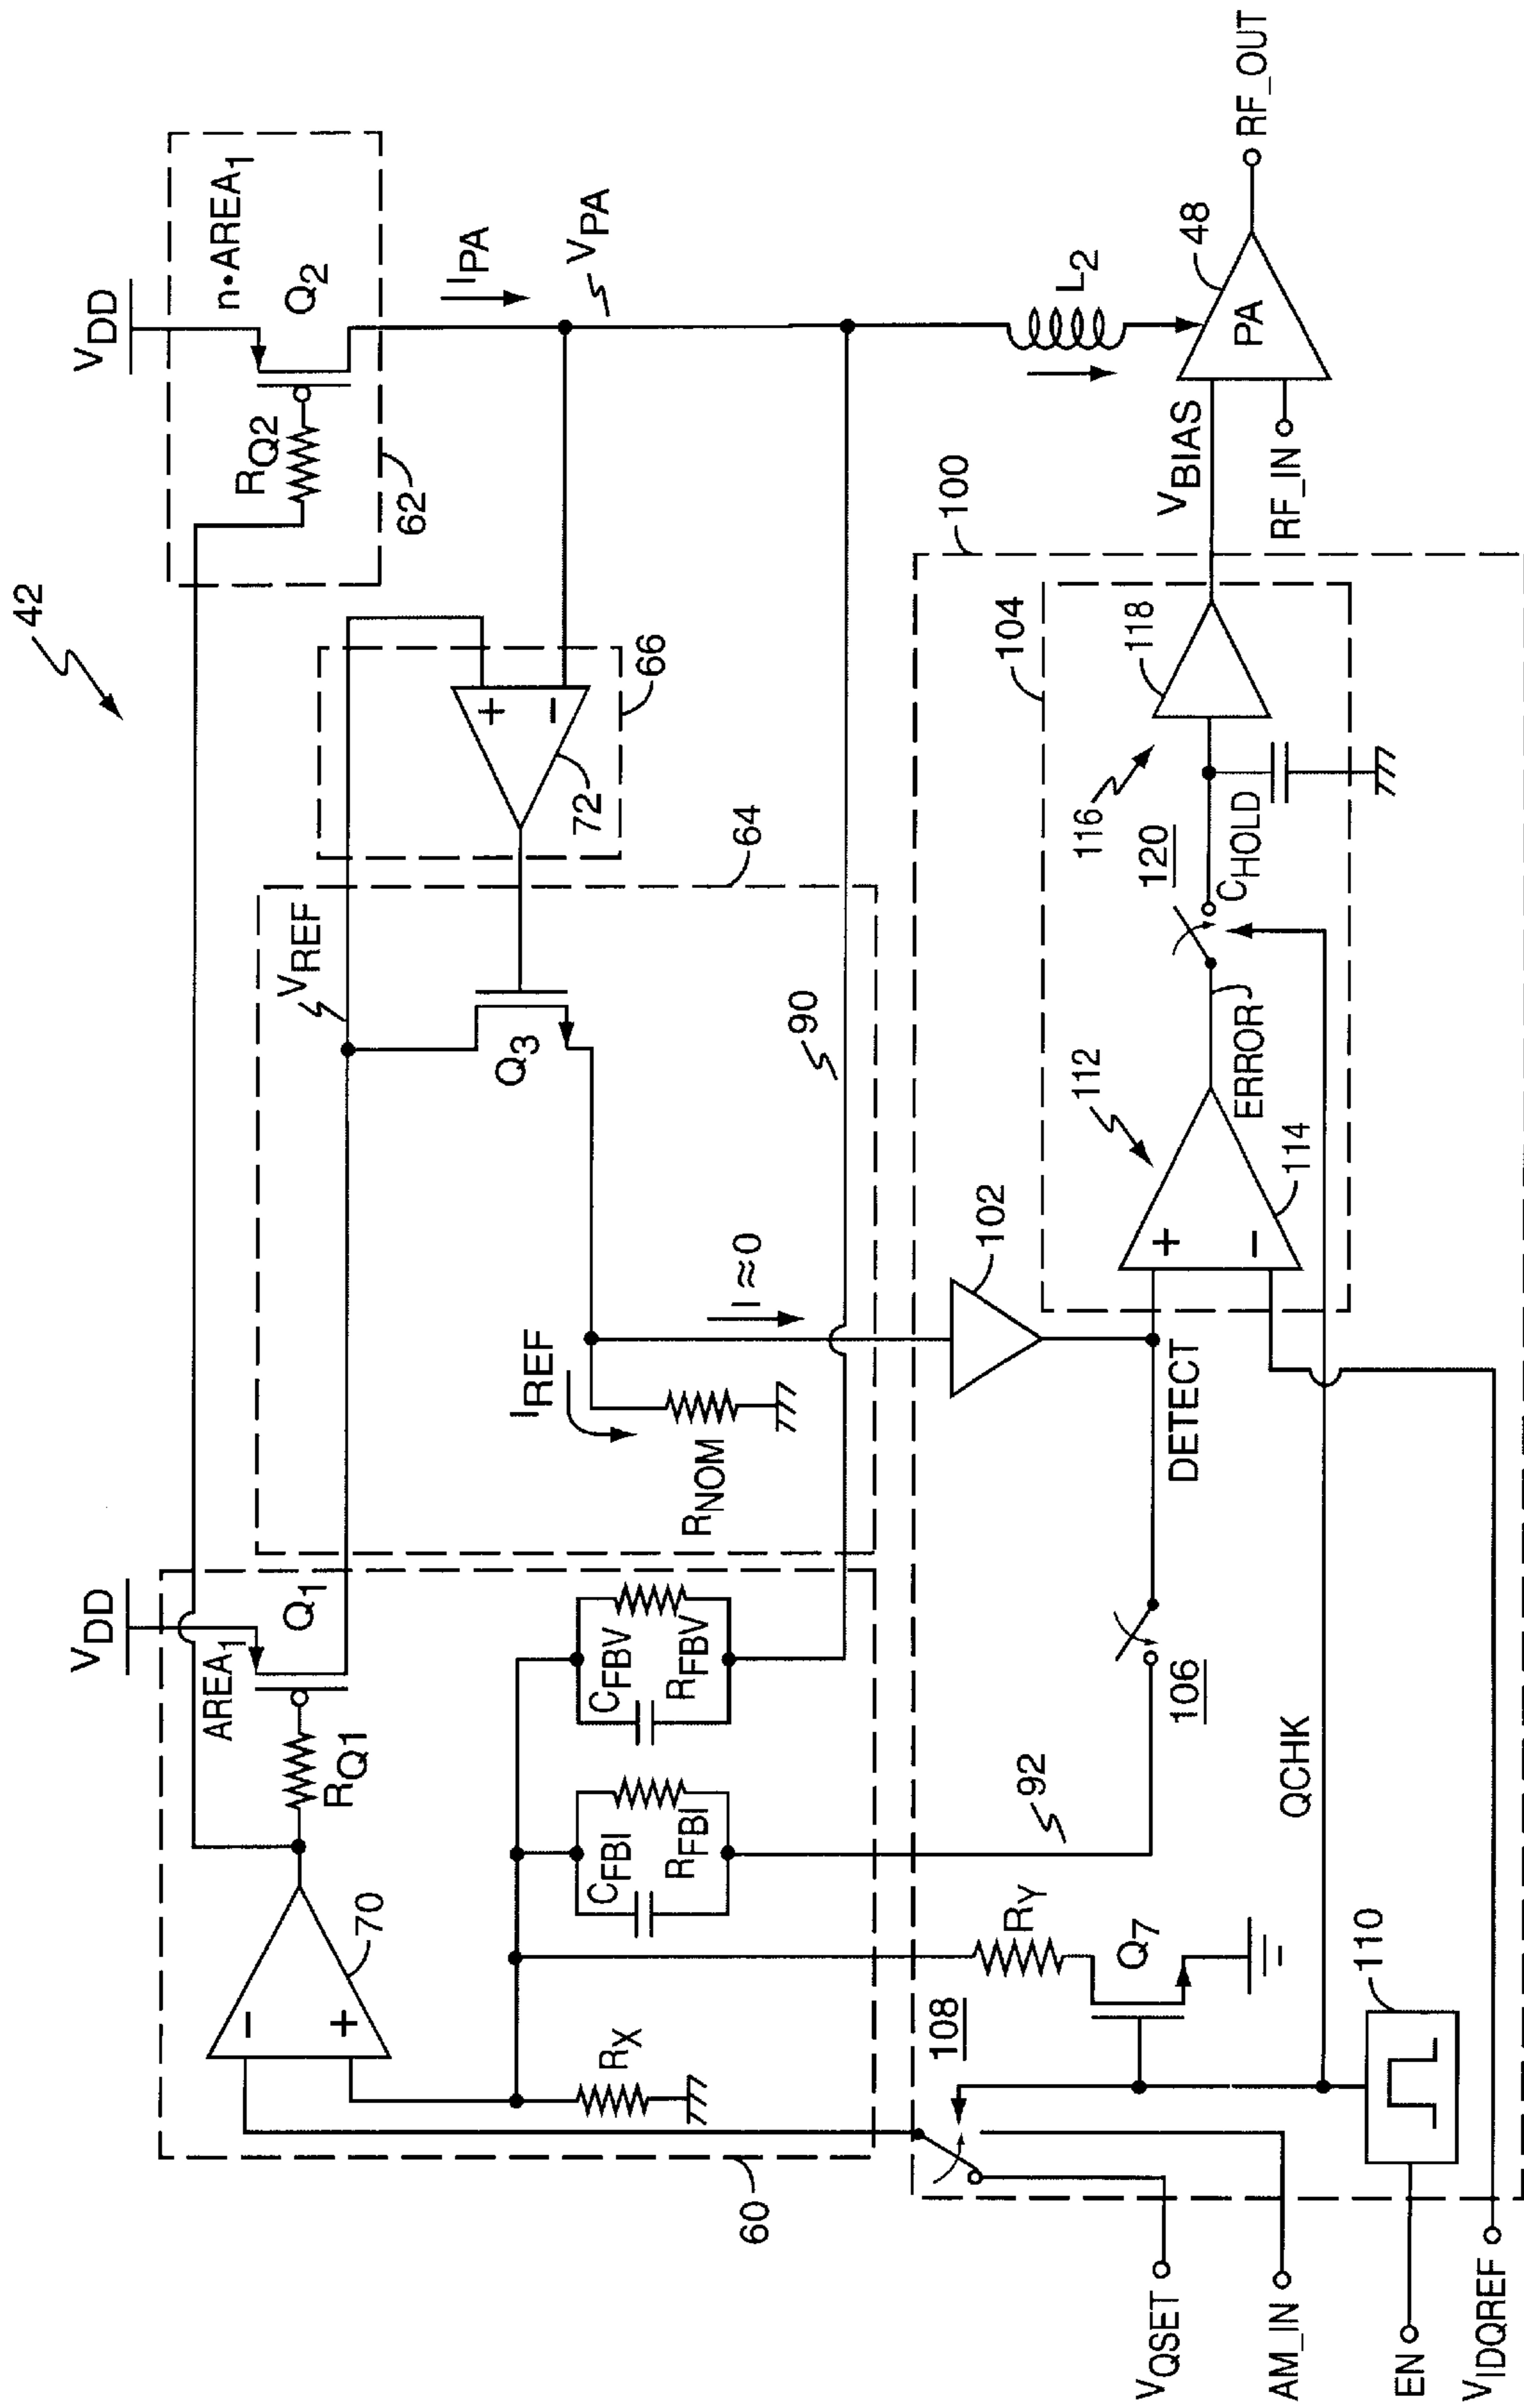 42
VDD
n•AREA1
Q2
RQ2
62
IPA
VPA
66
72
+
−
VREF
64
Q3
IREF
I≈0
RNOM
90
L2
VDD
AREA1
Q1
RQ1
70
−
+
RX
CFBI
RFBI
CFBV
RFBV
60
92
100
102
104
106
108
110
112
114
116
118
120
+
−
ERROR
CHOLD
DETECT
QCHK
RY
Q7
VBIAS
RF_IN
PA
48
RF_OUT
VQSET
AM_IN
EN
VIDQREF